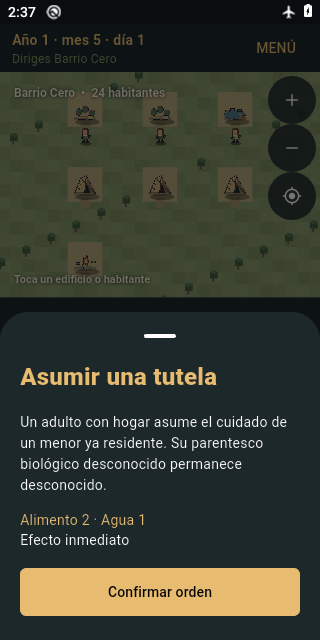 2:37
Año 1 · mes 5 · día 1
Diriges Barrio Cero
MENÚ
Barrio Cero • 24 habitantes
Toca un edificio o habitante
Asumir una tutela
Un adulto con hogar asume el cuidado de
un menor ya residente. Su parentesco
biológico desconocido permanece
desconocido.
Alimento 2 · Agua 1
Efecto inmediato
Confirmar orden